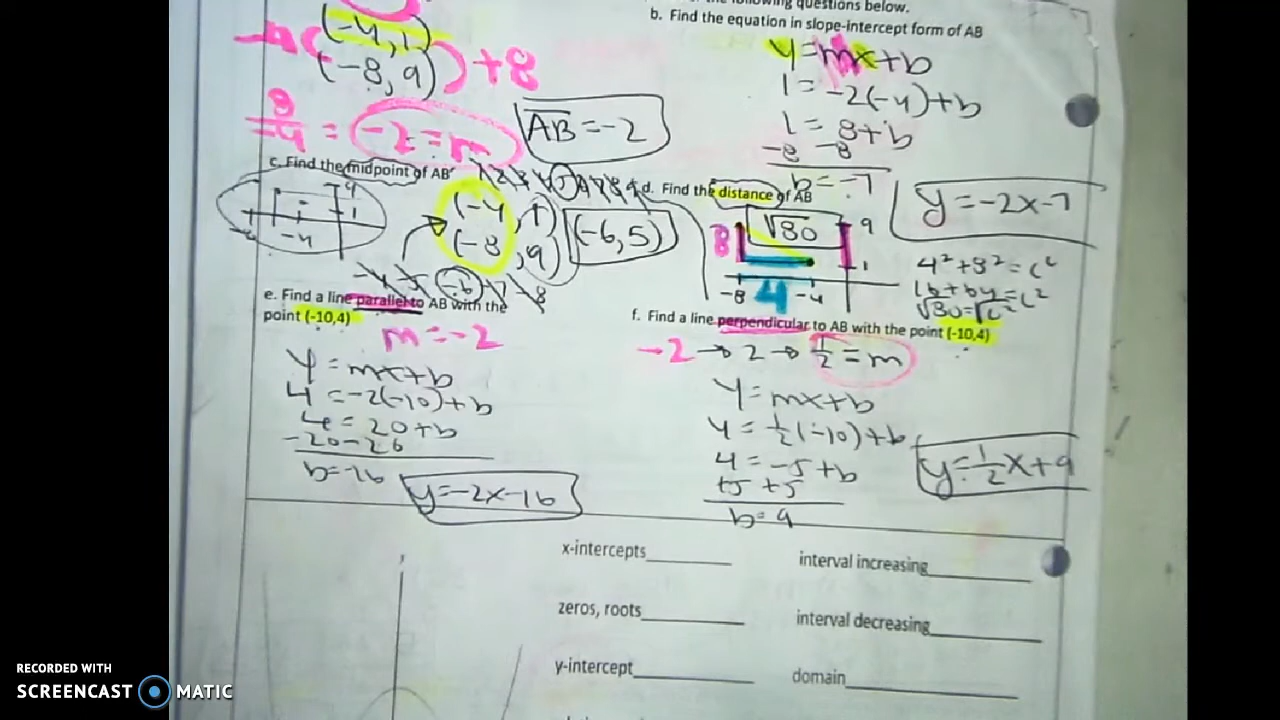 the following questions below.
b. Find the equation in slope-intercept form of AB
(-4,1)
(-8,9) +8
8/-4 = -2 = m
AB = -2
y=mx+b
1 = -2(-4)+b
1 = 8+b
-8 -8
b = -7
y = -2x-7
c. Find the midpoint of AB
(-4, 1)
(-8, 9)
(-6,5)
-4
d. Find the distance of AB
√80
9
8
1
-8 4 -4
4²+8²=c²
16+64=c²
√80=√c²
e. Find a line parallel to AB with the
point (-10,4)
m=-2
y=mx+b
4=-2(-10)+b
4=20+b
-20-20
b=-16
y=-2x-16
f. Find a line perpendicular to AB with the point (-10,4)
-2→2→1/2=m
y=mx+b
4=1/2(-10)+b
4=-5+b
+5 +5
b=9
y=1/2x+9
x-intercepts
interval increasing
zeros, roots
interval decreasing
y-intercept
domain
RECORDED WITH
SCREENCAST MATIC